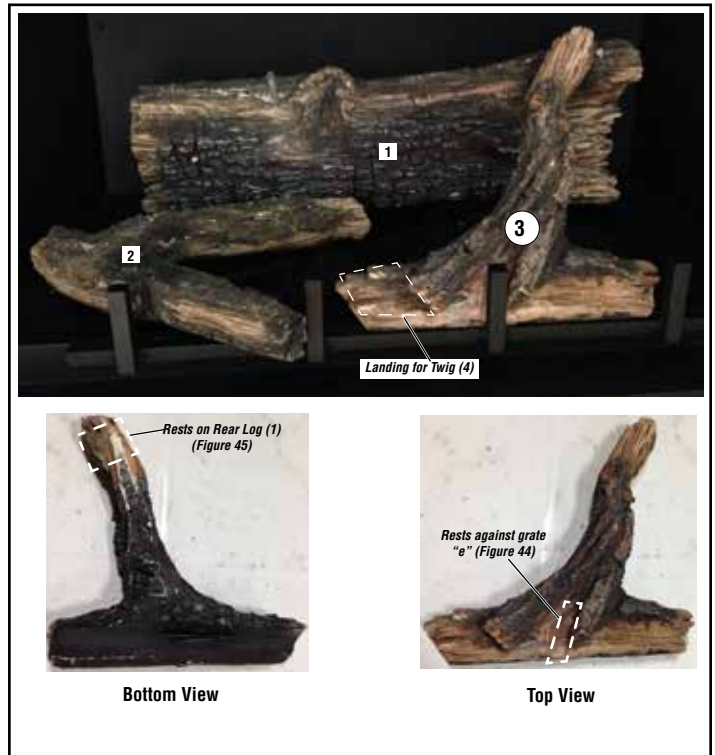 1
2
3
Landing for Twig (4)
Rests on Rear Log (1)
(Figure 45)
Rests against grate
“e” (Figure 44)
Bottom View
Top View